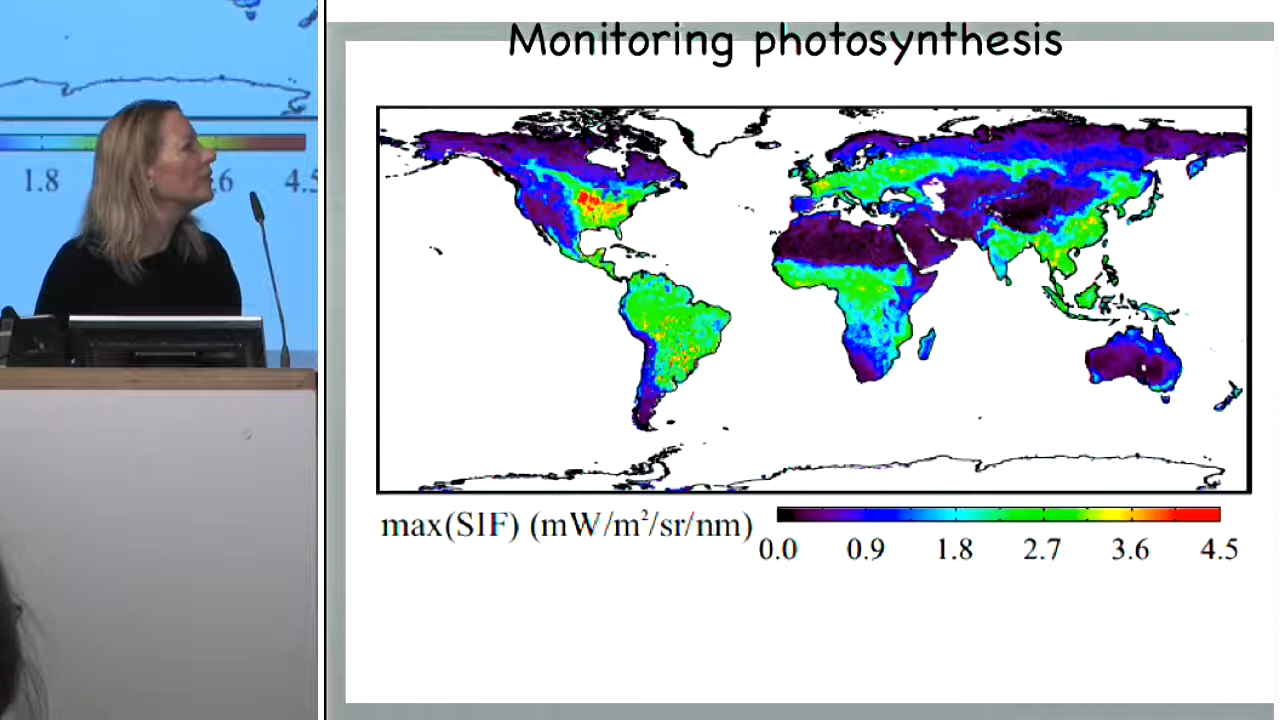 Monitoring photosynthesis
1.8 .6 4.5
max(SIF) (mW/m²/sr/nm)
0.0 0.9 1.8 2.7 3.6 4.5